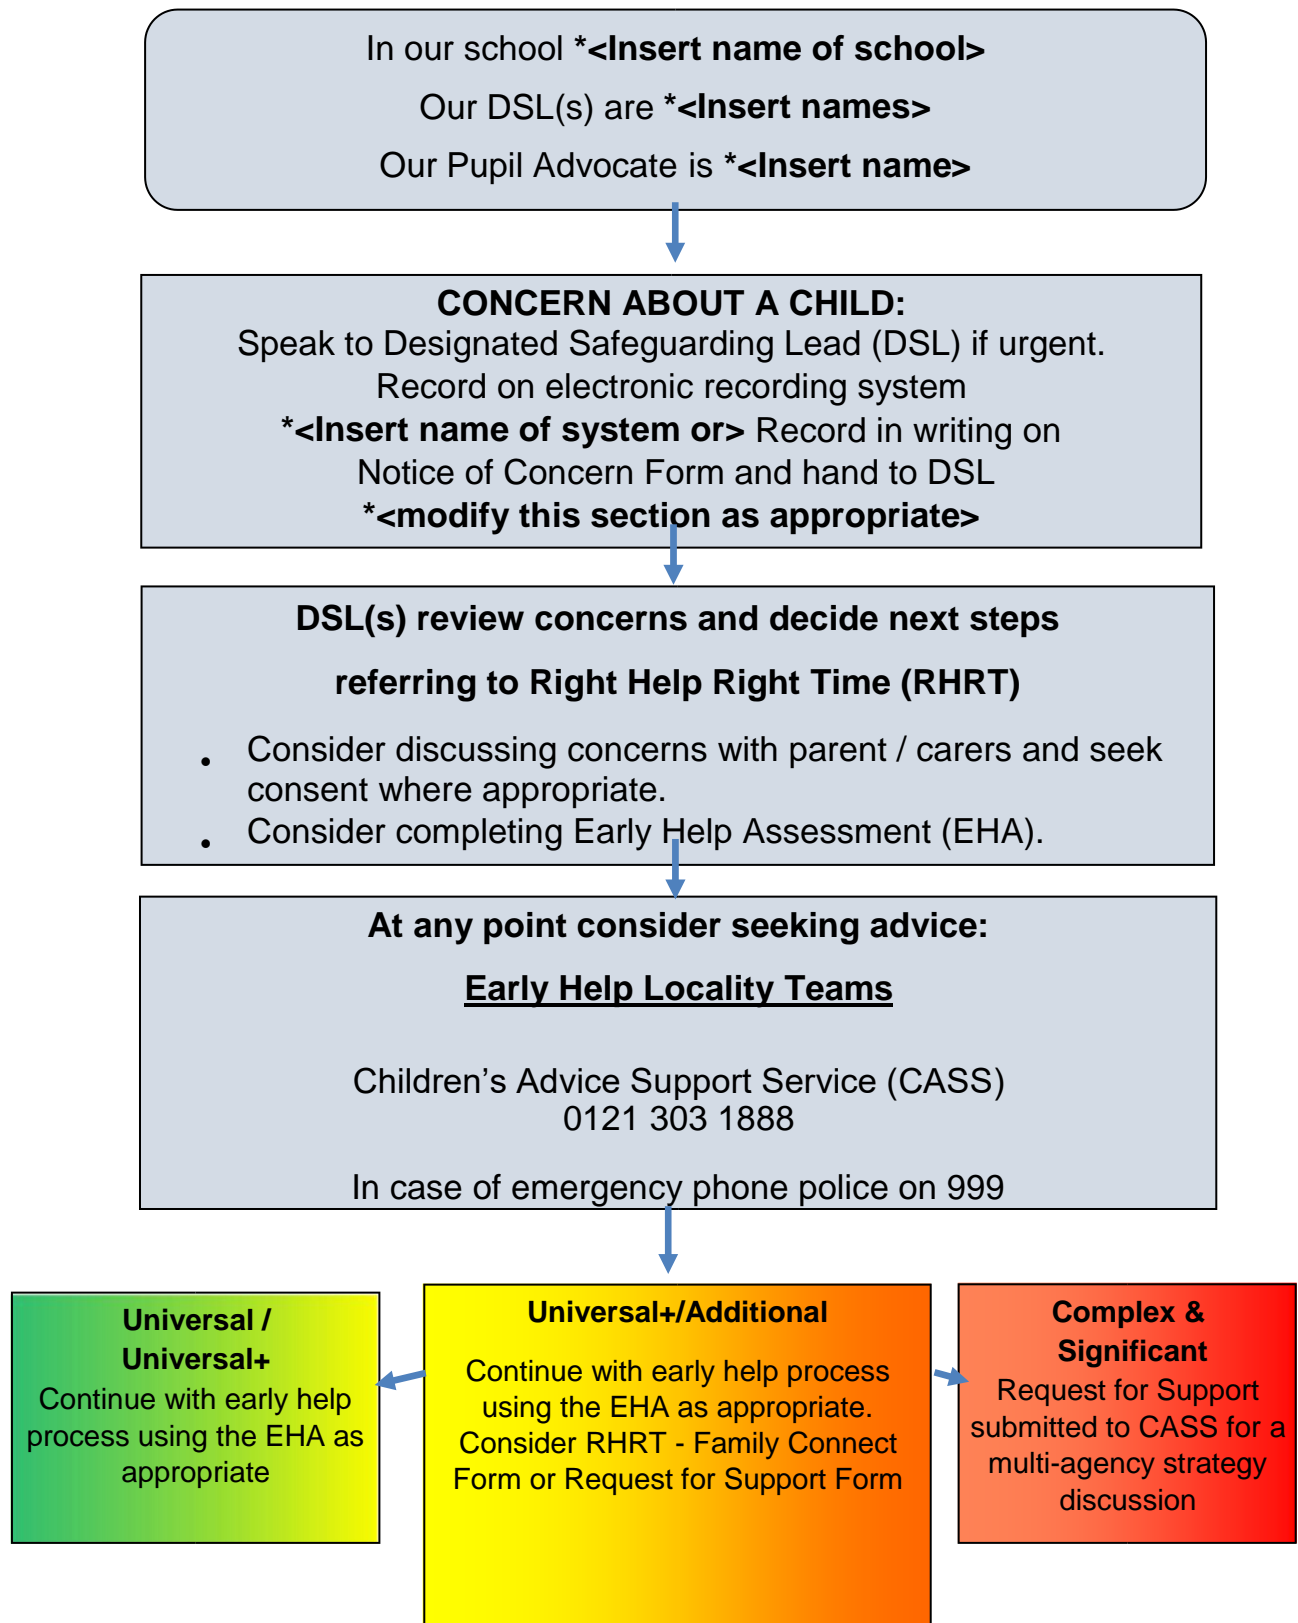 In our school *<Insert name of school>
Our DSL(s) are *<Insert names>
Our Pupil Advocate is *<Insert name>
CONCERN ABOUT A CHILD:
Speak to Designated Safeguarding Lead (DSL) if urgent.
Record on electronic recording system
*<Insert name of system or> Record in writing on
Notice of Concern Form and hand to DSL
*<modify this section as appropriate>
DSL(s) review concerns and decide next steps
referring to Right Help Right Time (RHRT)
• Consider discussing concerns with parent / carers and seek
consent where appropriate.
• Consider completing Early Help Assessment (EHA).
At any point consider seeking advice:
Early Help Locality Teams
Children’s Advice Support Service (CASS)
0121 303 1888
In case of emergency phone police on 999
Universal /
Universal+
Continue with early help
process using the EHA as
appropriate
Universal+/Additional
Continue with early help process
using the EHA as appropriate.
Consider RHRT - Family Connect
Form or Request for Support Form
Complex &
Significant
Request for Support
submitted to CASS for a
multi-agency strategy
discussion